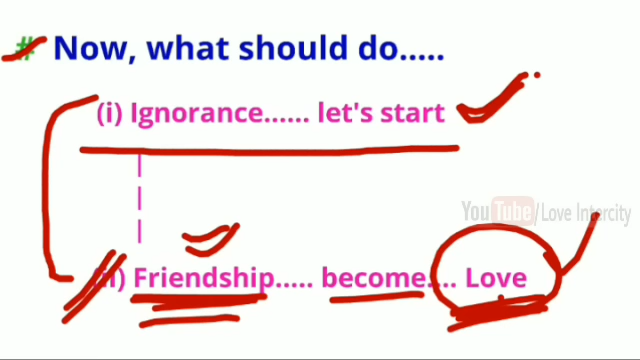 # Now, what should do.....
(i) Ignorance...... let's start
YouTube/Love Intercity
(ii) Friendship..... become.... Love